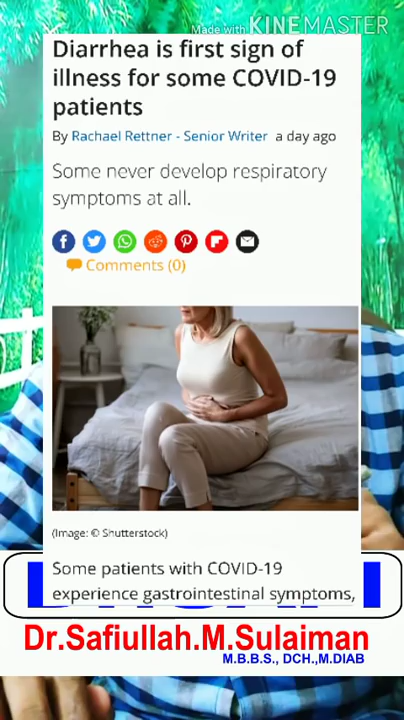 Made with KINEMASTER
Diarrhea is first sign of
illness for some COVID-19
patients
By Rachael Rettner - Senior Writer a day ago
Some never develop respiratory
symptoms at all.
Comments (0)
(Image: © Shutterstock)
Some patients with COVID-19
experience gastrointestinal symptoms,
Dr.Safiullah.M.Sulaiman
M.B.B.S., DCH.,M.DIAB